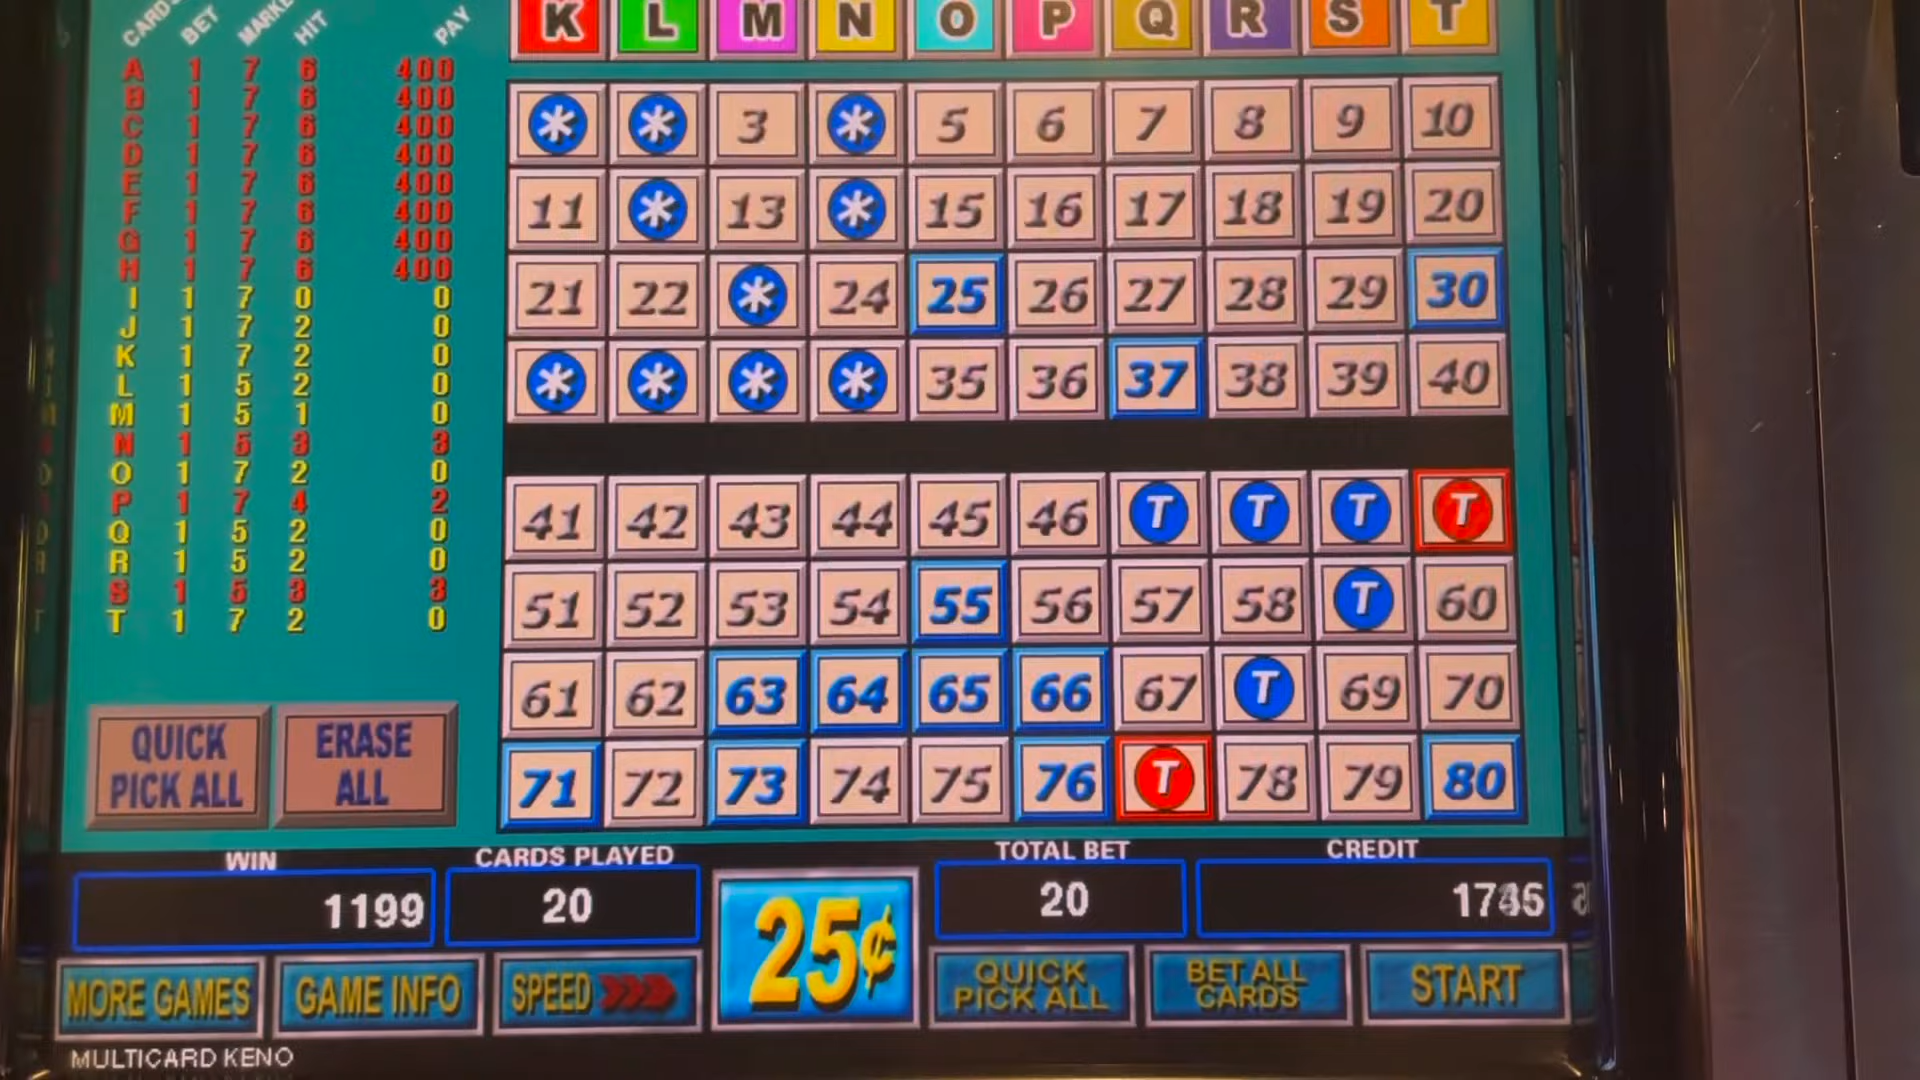 CARDS BET MARKED HIT PAY
K L M N O P Q R S T
A 1 7 6 400
B 1 7 6 400
C 1 7 6 400
D 1 7 6 400
E 1 7 6 400
F 1 7 6 400
G 1 7 6 400
H 1 7 6 400
I 1 7 0 0
J 1 7 2 0
K 1 7 2 0
L 1 5 2 0
M 1 5 1 0
N 1 5 3 3
O 1 7 2 0
P 1 7 4 2
Q 1 5 2 0
R 1 5 2 0
S 1 5 3 3
T 1 7 2 0
* * 3 * 5 6 7 8 9 10
11 * 13 * 15 16 17 18 19 20
21 22 * 24 25 26 27 28 29 30
* * * * 35 36 37 38 39 40
41 42 43 44 45 46 T T T T
51 52 53 54 55 56 57 58 T 60
61 62 63 64 65 66 67 T 69 70
71 72 73 74 75 76 T 78 79 80
QUICK PICK ALL
ERASE ALL
WIN CARDS PLAYED TOTAL BET CREDIT
1199 20 25¢ 20
MORE GAMES GAME INFO SPEED QUICK PICK ALL BET ALL CARDS START
MULTICARD KENO